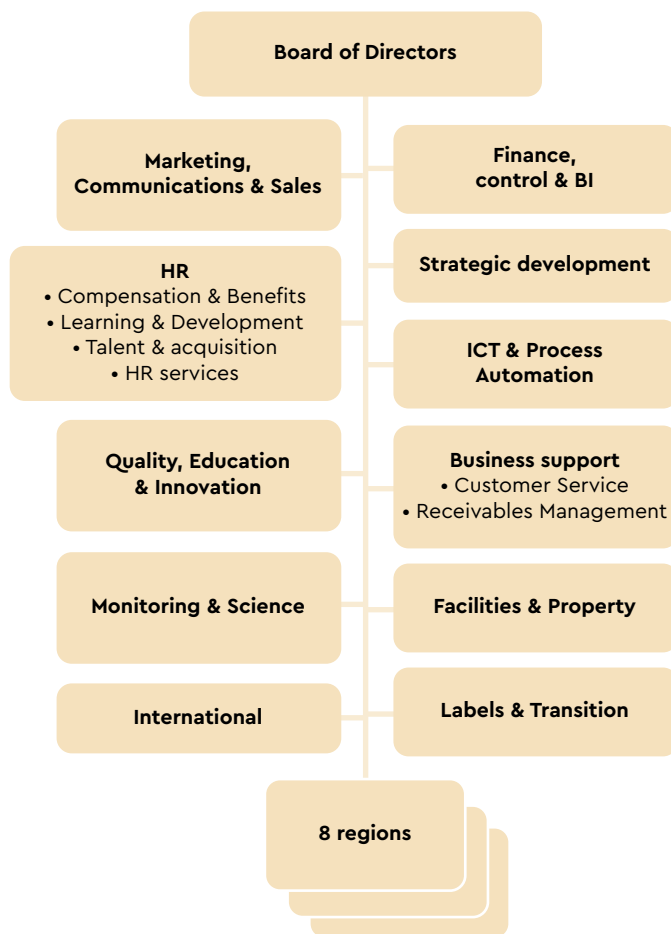 Board of Directors
Marketing,
Communications & Sales
Finance,
control & BI
HR
• Compensation & Benefits
• Learning & Development
• Talent & acquisition
• HR services
Strategic development
ICT & Process
Automation
Quality, Education
& Innovation
Business support
• Customer Service
• Receivables Management
Monitoring & Science
Facilities & Property
International
Labels & Transition
8 regions